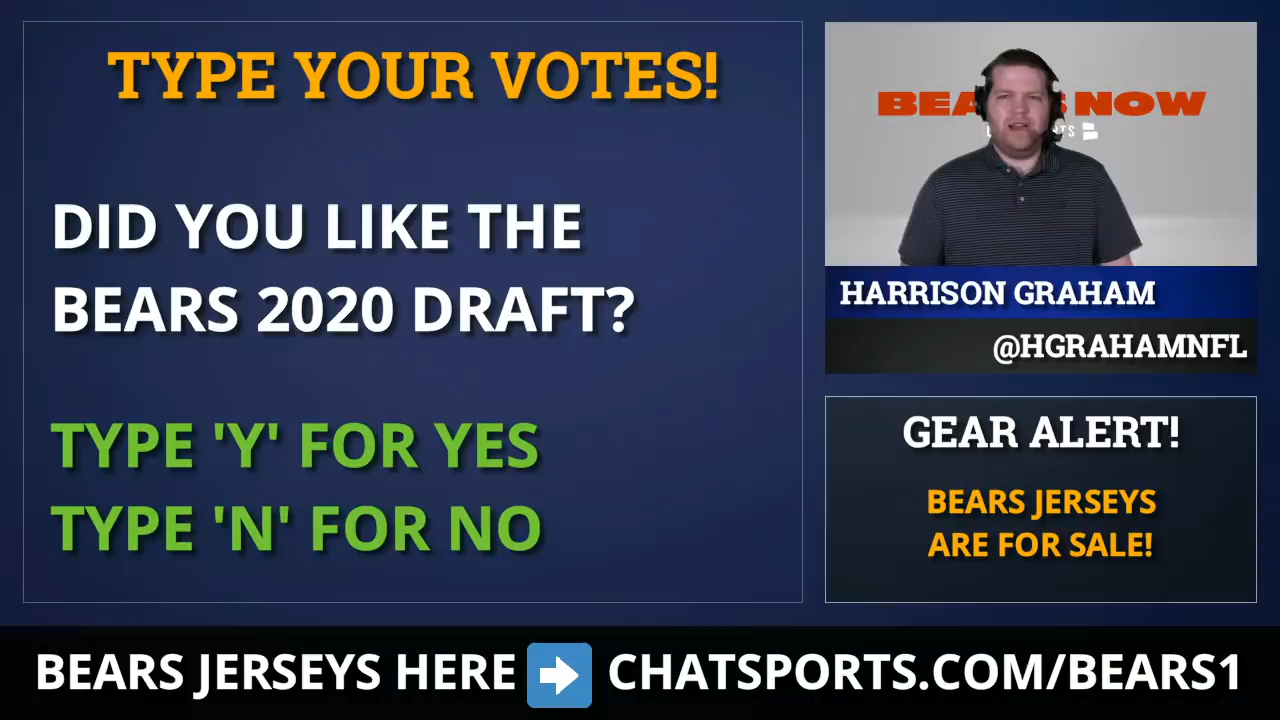 TYPE YOUR VOTES!
DID YOU LIKE THE
BEARS 2020 DRAFT?
TYPE 'Y' FOR YES
TYPE 'N' FOR NO
NOW
HARRISON GRAHAM
@HGRAHAMNFL
GEAR ALERT!
BEARS JERSEYS
ARE FOR SALE!
BEARS JERSEYS HERE ➡ CHATSPORTS.COM/BEARS1